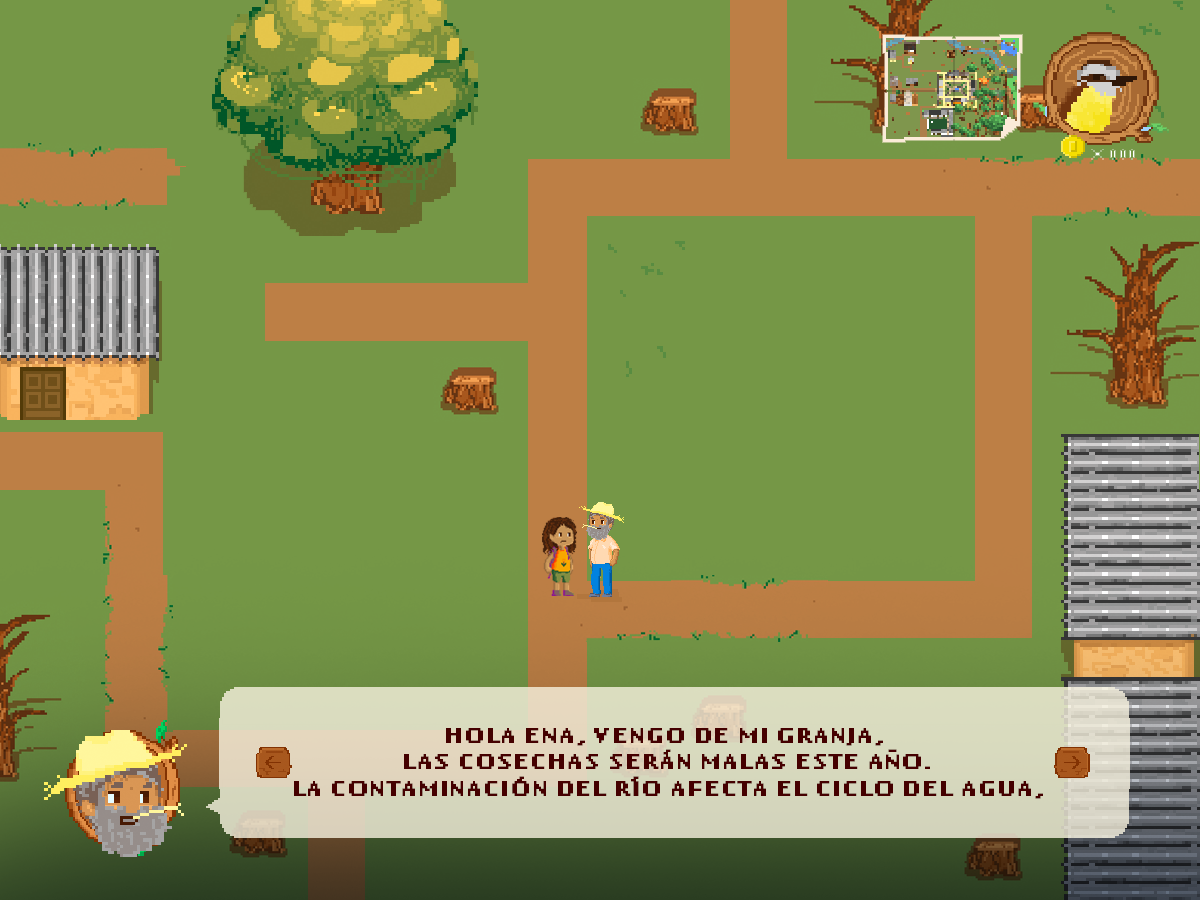 × 000
HOLA ENA, VENGO DE MI GRANJA,
LAS COSECHAS SERÁN MALAS ESTE AÑO.
LA CONTAMINACIÓN DEL RÍO AFECTA EL CICLO DEL AGUA,